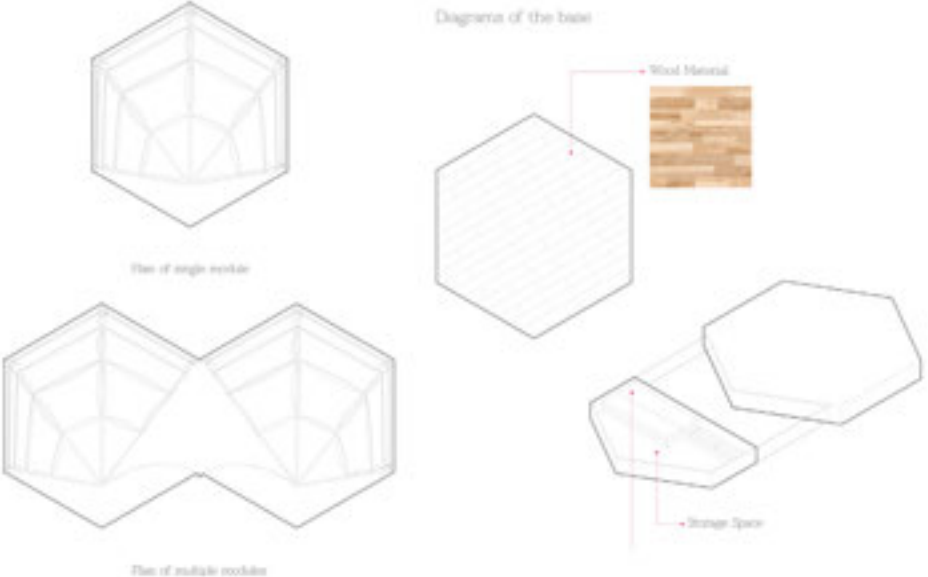 Diagrams of the base
Wood Material
Plan of single module
Storage Space
Plan of multiple modules